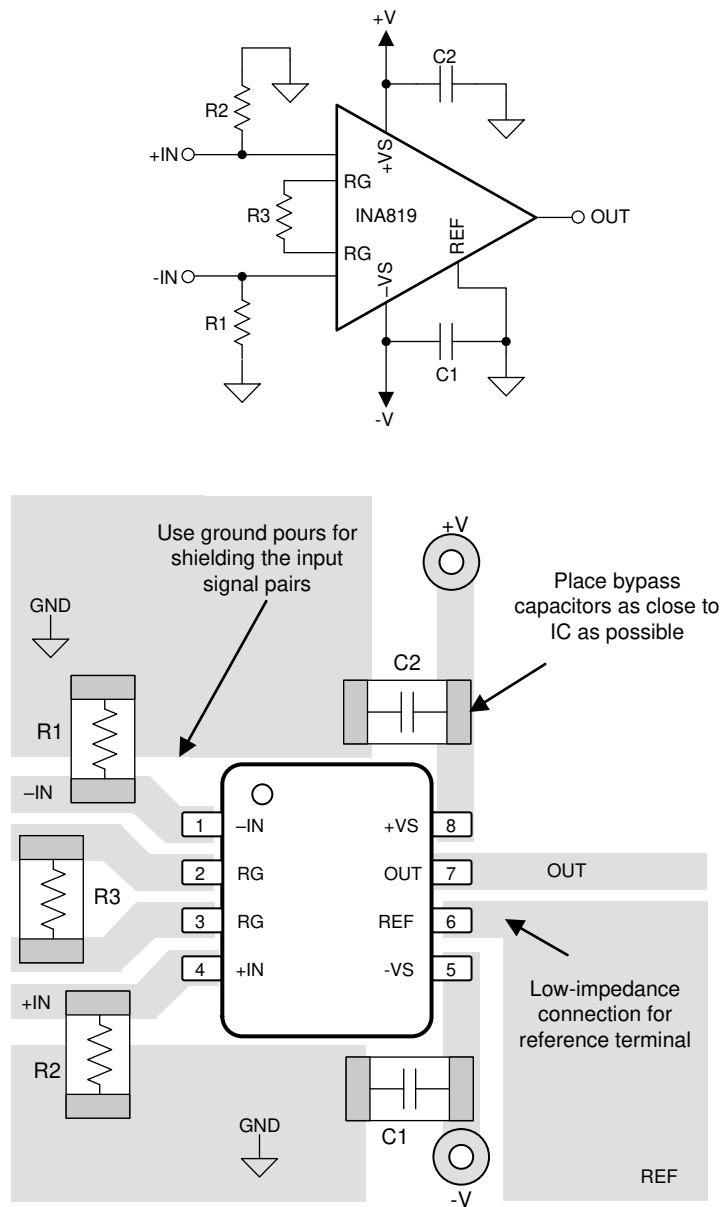 +V
C2
R2
+IN
+VS
RG
R3
INA819
OUT
REF
RG
-IN
–VS
R1
C1
-V
Use ground pours for
shielding the input
signal pairs
+V
Place bypass
capacitors as close to
IC as possible
GND
C2
R1
–IN
1
–IN
+VS
8
2
RG
OUT
7
OUT
R3
3
RG
REF
6
4
+IN
-VS
5
+IN
Low-impedance
connection for
reference terminal
R2
GND
C1
REF
-V